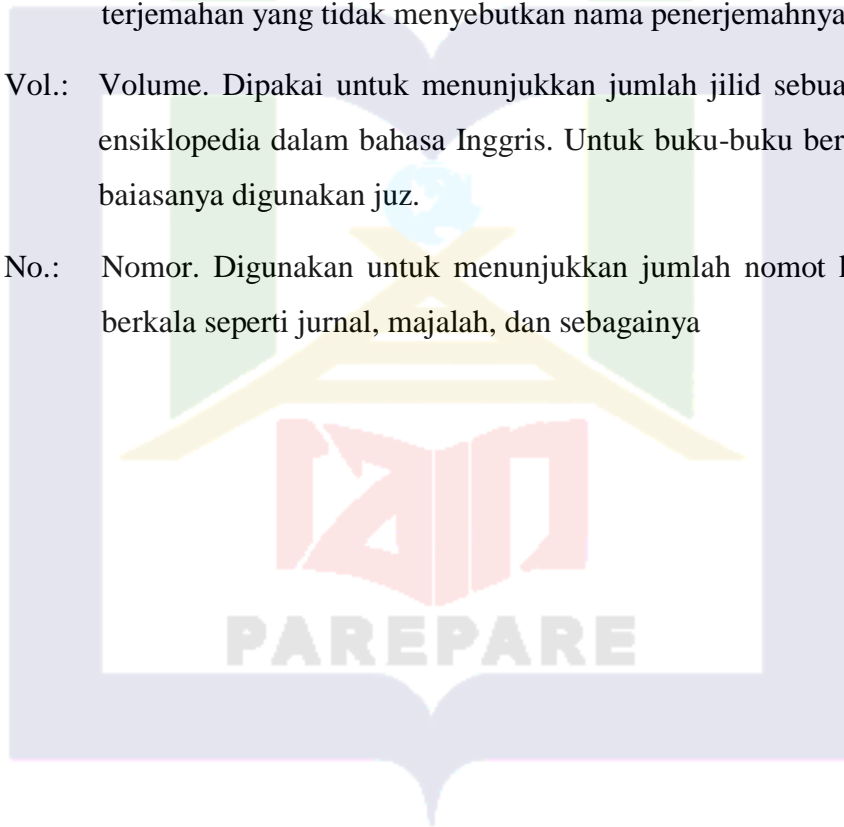 terjemahan yang tidak menyebutkan nama penerjemahnya
Vol.: Volume. Dipakai untuk menunjukkan jumlah jilid sebua
ensiklopedia dalam bahasa Inggris. Untuk buku-buku ber
baiasanya digunakan juz.
No.: Nomor. Digunakan untuk menunjukkan jumlah nomot
berkala seperti jurnal, majalah, dan sebagainya
iain
PAREPARE